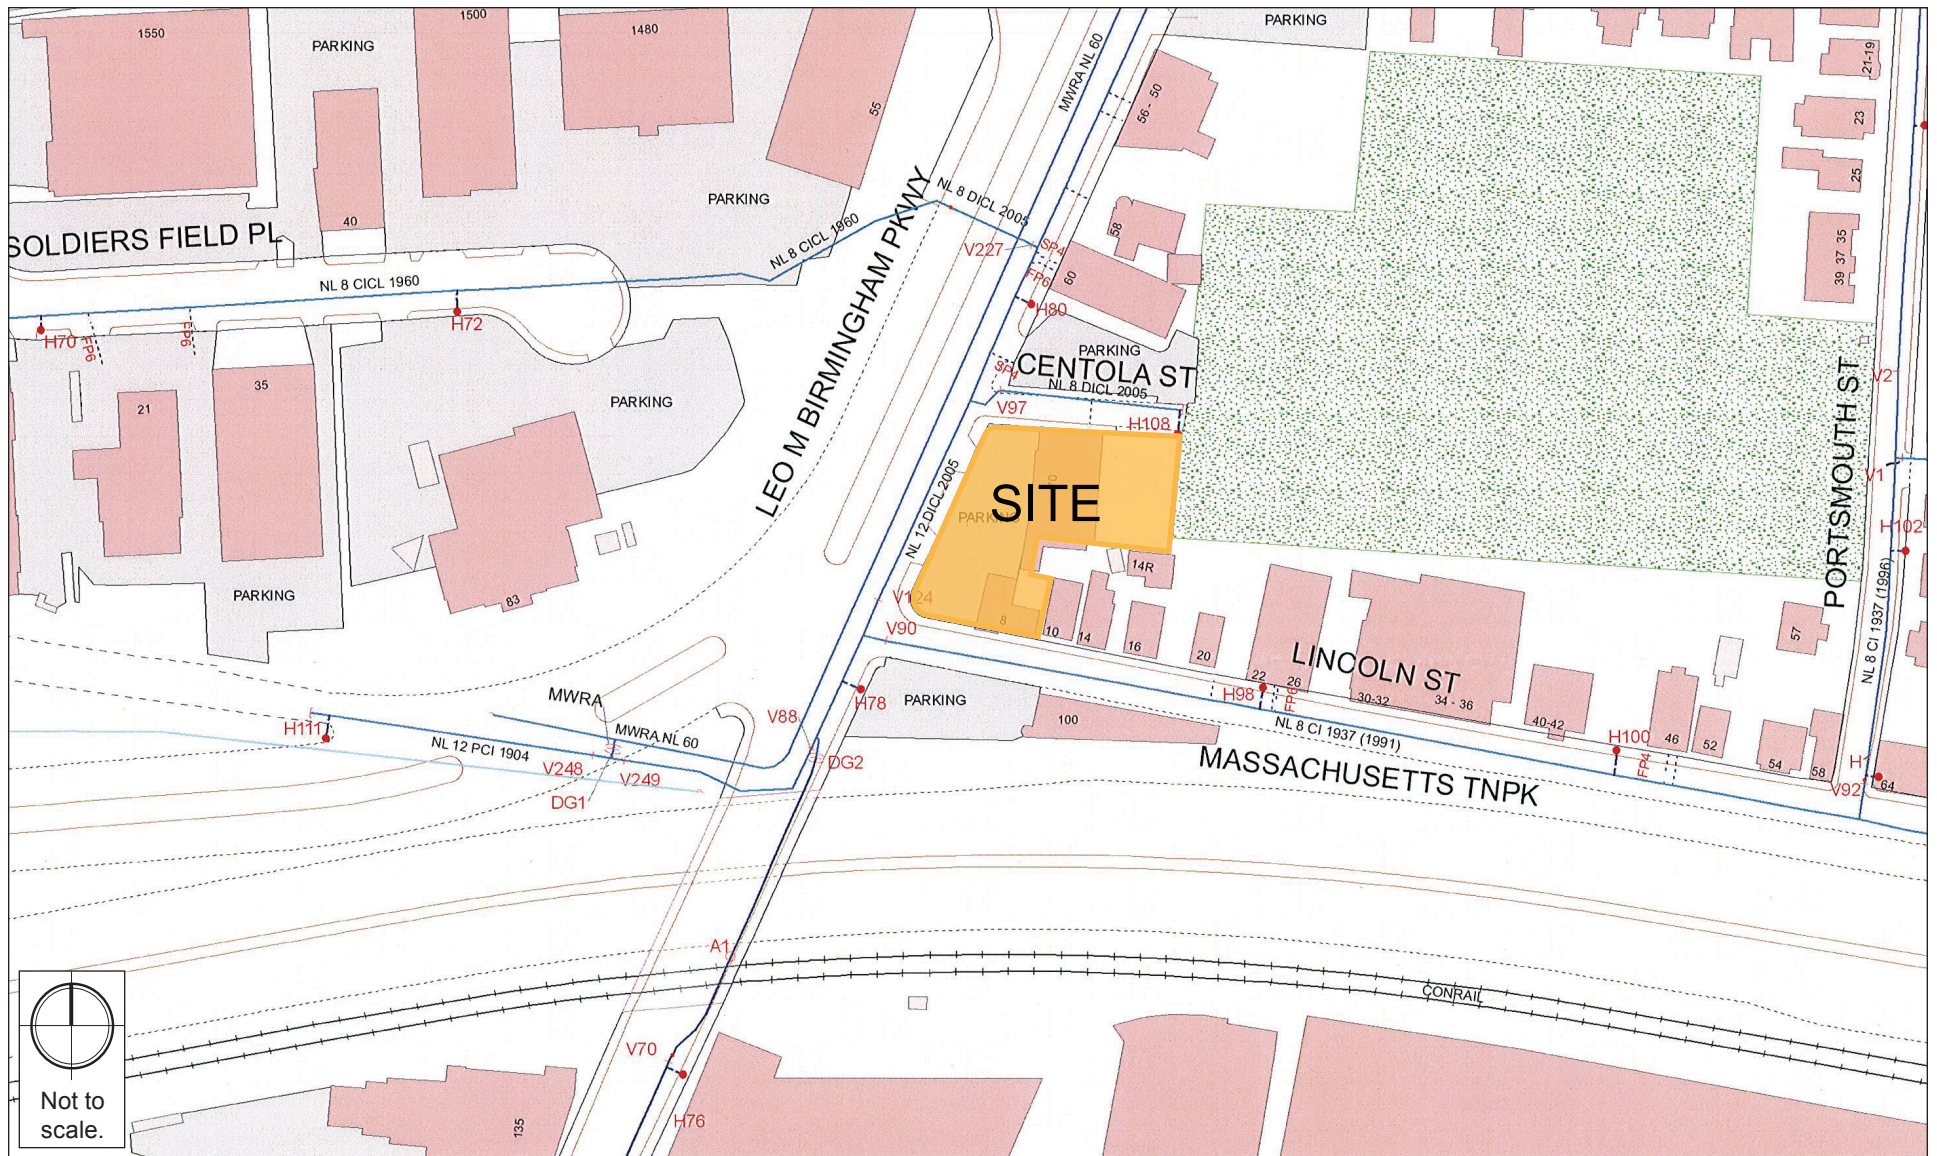 1550
PARKING
1500
1480
55
MWRA NL 60
PARKING
56 - 50
21-19
23
25
39 37 35
40
PARKING
SOLDIERS FIELD PL
NL 8 CICL 1960
NL 8 CICL 1960
NL 8 DICL 2005
LEO M BIRMINGHAM PKWY
V227
SP4
58
60
FP6
H80
H70
FP6
FP6
H72
21
35
PARKING
PARKING
83
PARKING
CENTOLA ST
SP4
NL 8 DICL 2005
V97
H108
NL 12 DICL 2005
SITE
PARKING
70
V124
V90
8
10
14
14R
16
20
22
26
30-32
34 - 36
40-42
46
52
54
58
57
64
LINCOLN ST
PORTSMOUTH ST
V2
V1
H102
NL 8 CI 1937 (1996)
MWRA
MWRA NL 60
H111
NL 12 PCI 1904
V248
V249
DG1
V88
DG2
H78
PARKING
100
H98
FP6
NL 8 CI 1937 (1991)
H100
FP4
V92
MASSACHUSETTS TNPK
A1
CONRAIL
V70
H76
135
Not to
scale.